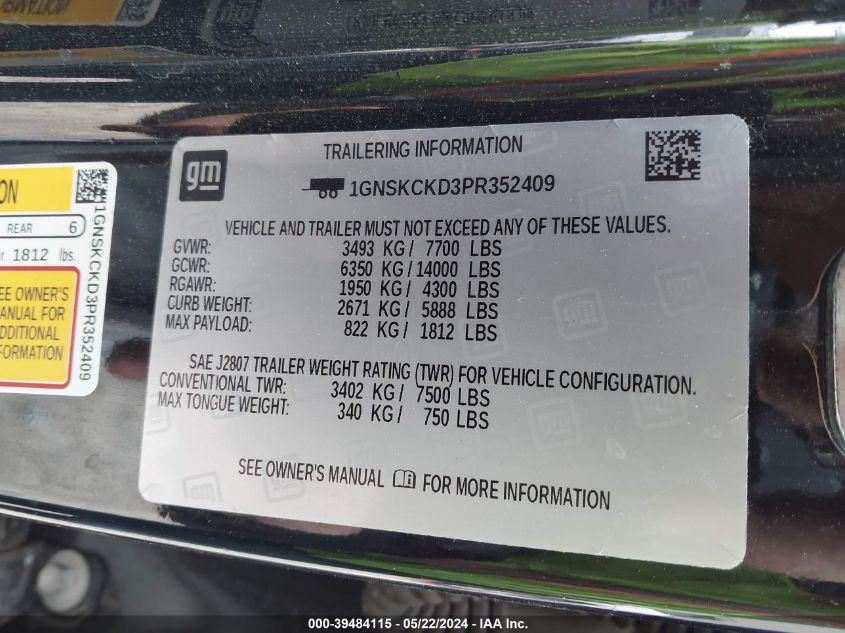 gm
TRAILERING INFORMATION
1GNSKCKD3PR352409
VEHICLE AND TRAILER MUST NOT EXCEED ANY OF THESE VALUES.
GVWR: 3493 KG / 7700 LBS
GCWR: 6350 KG / 14000 LBS
RGAWR: 1950 KG / 4300 LBS
CURB WEIGHT: 2671 KG / 5888 LBS
MAX PAYLOAD: 822 KG / 1812 LBS
SAE J2807 TRAILER WEIGHT RATING (TWR) FOR VEHICLE CONFIGURATION.
CONVENTIONAL TWR: 3402 KG / 7500 LBS
MAX TONGUE WEIGHT: 340 KG / 750 LBS
SEE OWNER'S MANUAL FOR MORE INFORMATION
REAR 6
1812 lbs.
SEE OWNER'S
MANUAL FOR
ADDITIONAL
INFORMATION
1GNSKCKD3PR352409
000-39484115 - 05/22/2024 - IAA Inc.